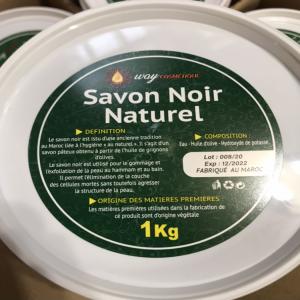 way cosmetique
Savon Noir
Naturel
DEFINITION
Le savon noir est issu d'une ancienne tradition
au Maroc liée à l'hygiène « au naturel ». Il s'agit d'un
savon pâteux obtenu à partir de l'huile de grignons
d'olives.
Le savon noir est utilisé pour le gommage et
l'exfoliation de la peau au hammam et au bain.
Il permet l'élimination de la couche
des cellules mortes sans toutefois agresser
la structure de la peau.
COMPOSITION :
Eau - Huile d'olive - Hydroxyde de potasse.
Lot : 008/20
Exp : 12/2022
FABRIQUÉ AU MAROC
ORIGINE DES MATIERES PREMIERES
Les matières premières utilisées dans la fabrication de
ce produit sont d'origine végétale
1Kg